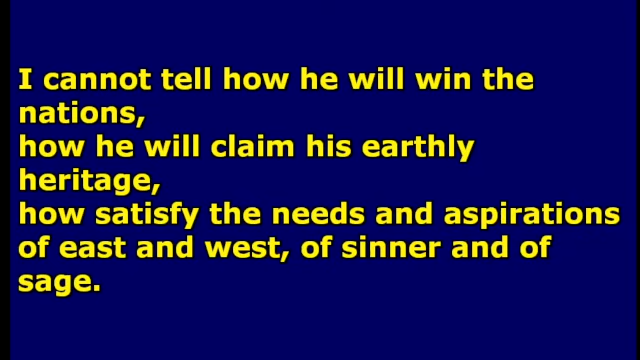 I cannot tell how he will win the
nations,
how he will claim his earthly
heritage,
how satisfy the needs and aspirations
of east and west, of sinner and of
sage.